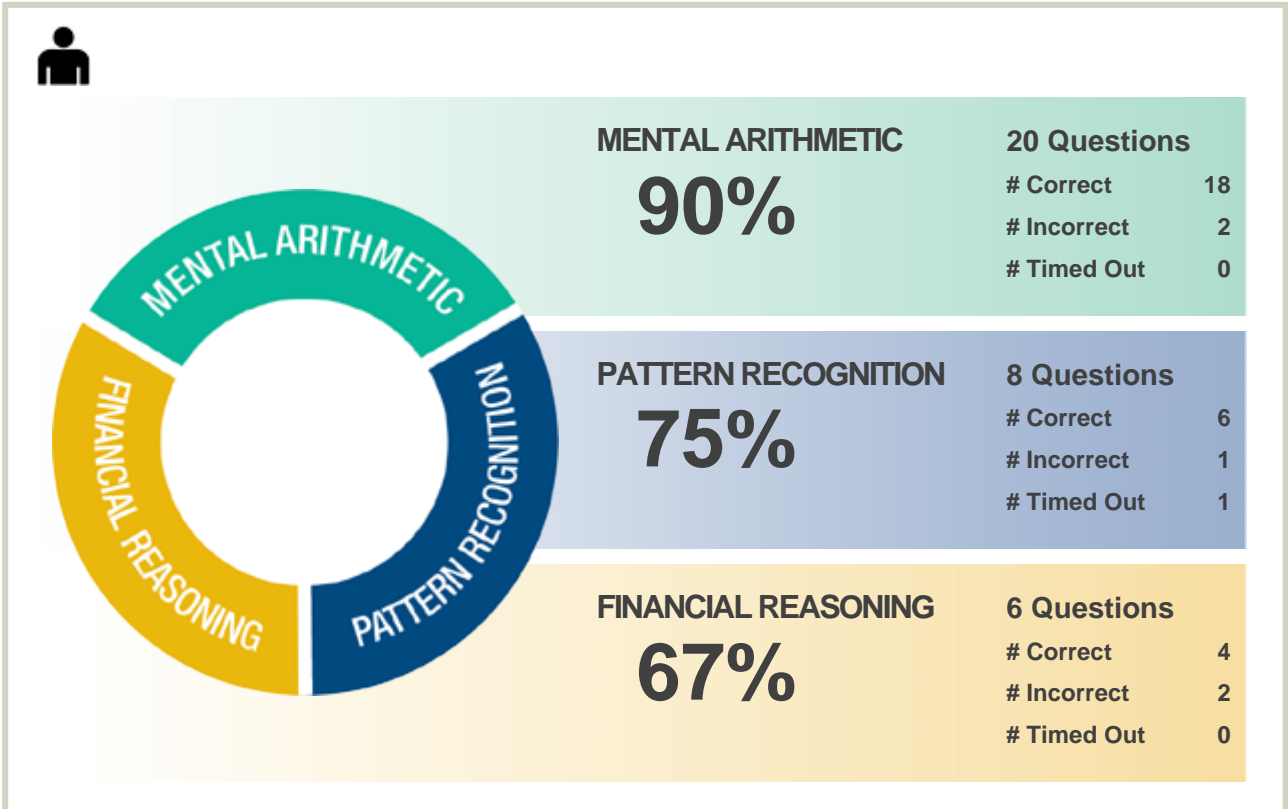 MENTAL ARITHMETIC
FINANCIAL REASONING
PATTERN RECOGNITION
MENTAL ARITHMETIC
90%
20 Questions
# Correct 18
# Incorrect 2
# Timed Out 0
PATTERN RECOGNITION
75%
8 Questions
# Correct 6
# Incorrect 1
# Timed Out 1
FINANCIAL REASONING
67%
6 Questions
# Correct 4
# Incorrect 2
# Timed Out 0